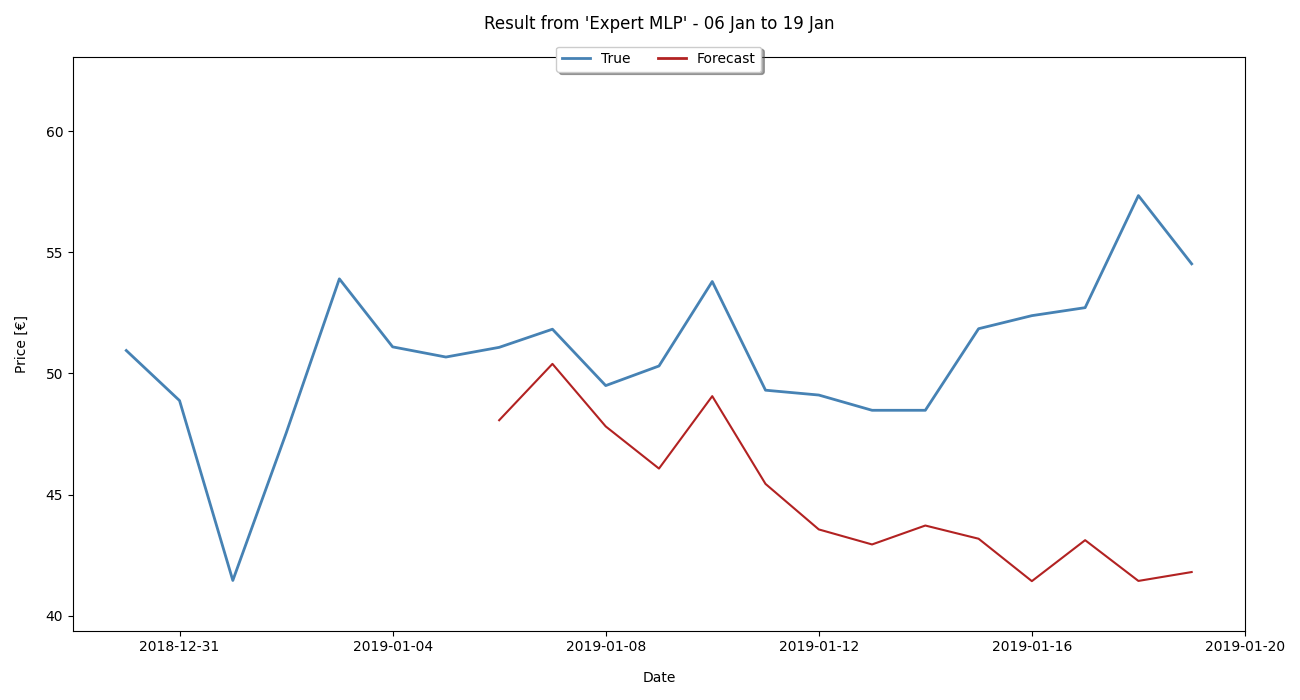 Result from 'Expert MLP' - 06 Jan to 19 Jan
True Forecast
60
55
50
45
40
Price [€]
2018-12-31 2019-01-04 2019-01-08 2019-01-12 2019-01-16 2019-01-20
Date